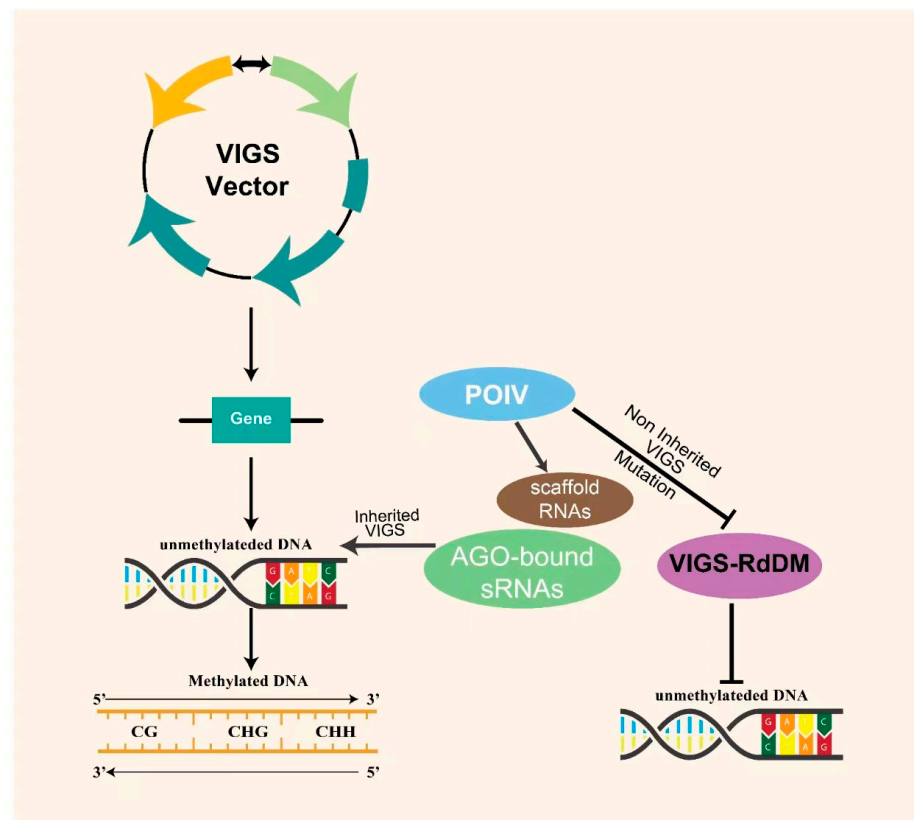 VIGS
Vector
Gene
POIV
Non Inherited
VIGS
Mutation
scaffold
RNAs
Inherited
VIGS
AGO-bound
sRNAs
VIGS-RdDM
unmethylateded DNA
G A T C
C T A G
Methylated DNA
5’ 3’
CG CHG CHH
3’ 5’
unmethylateded DNA
G A T C
C T A G